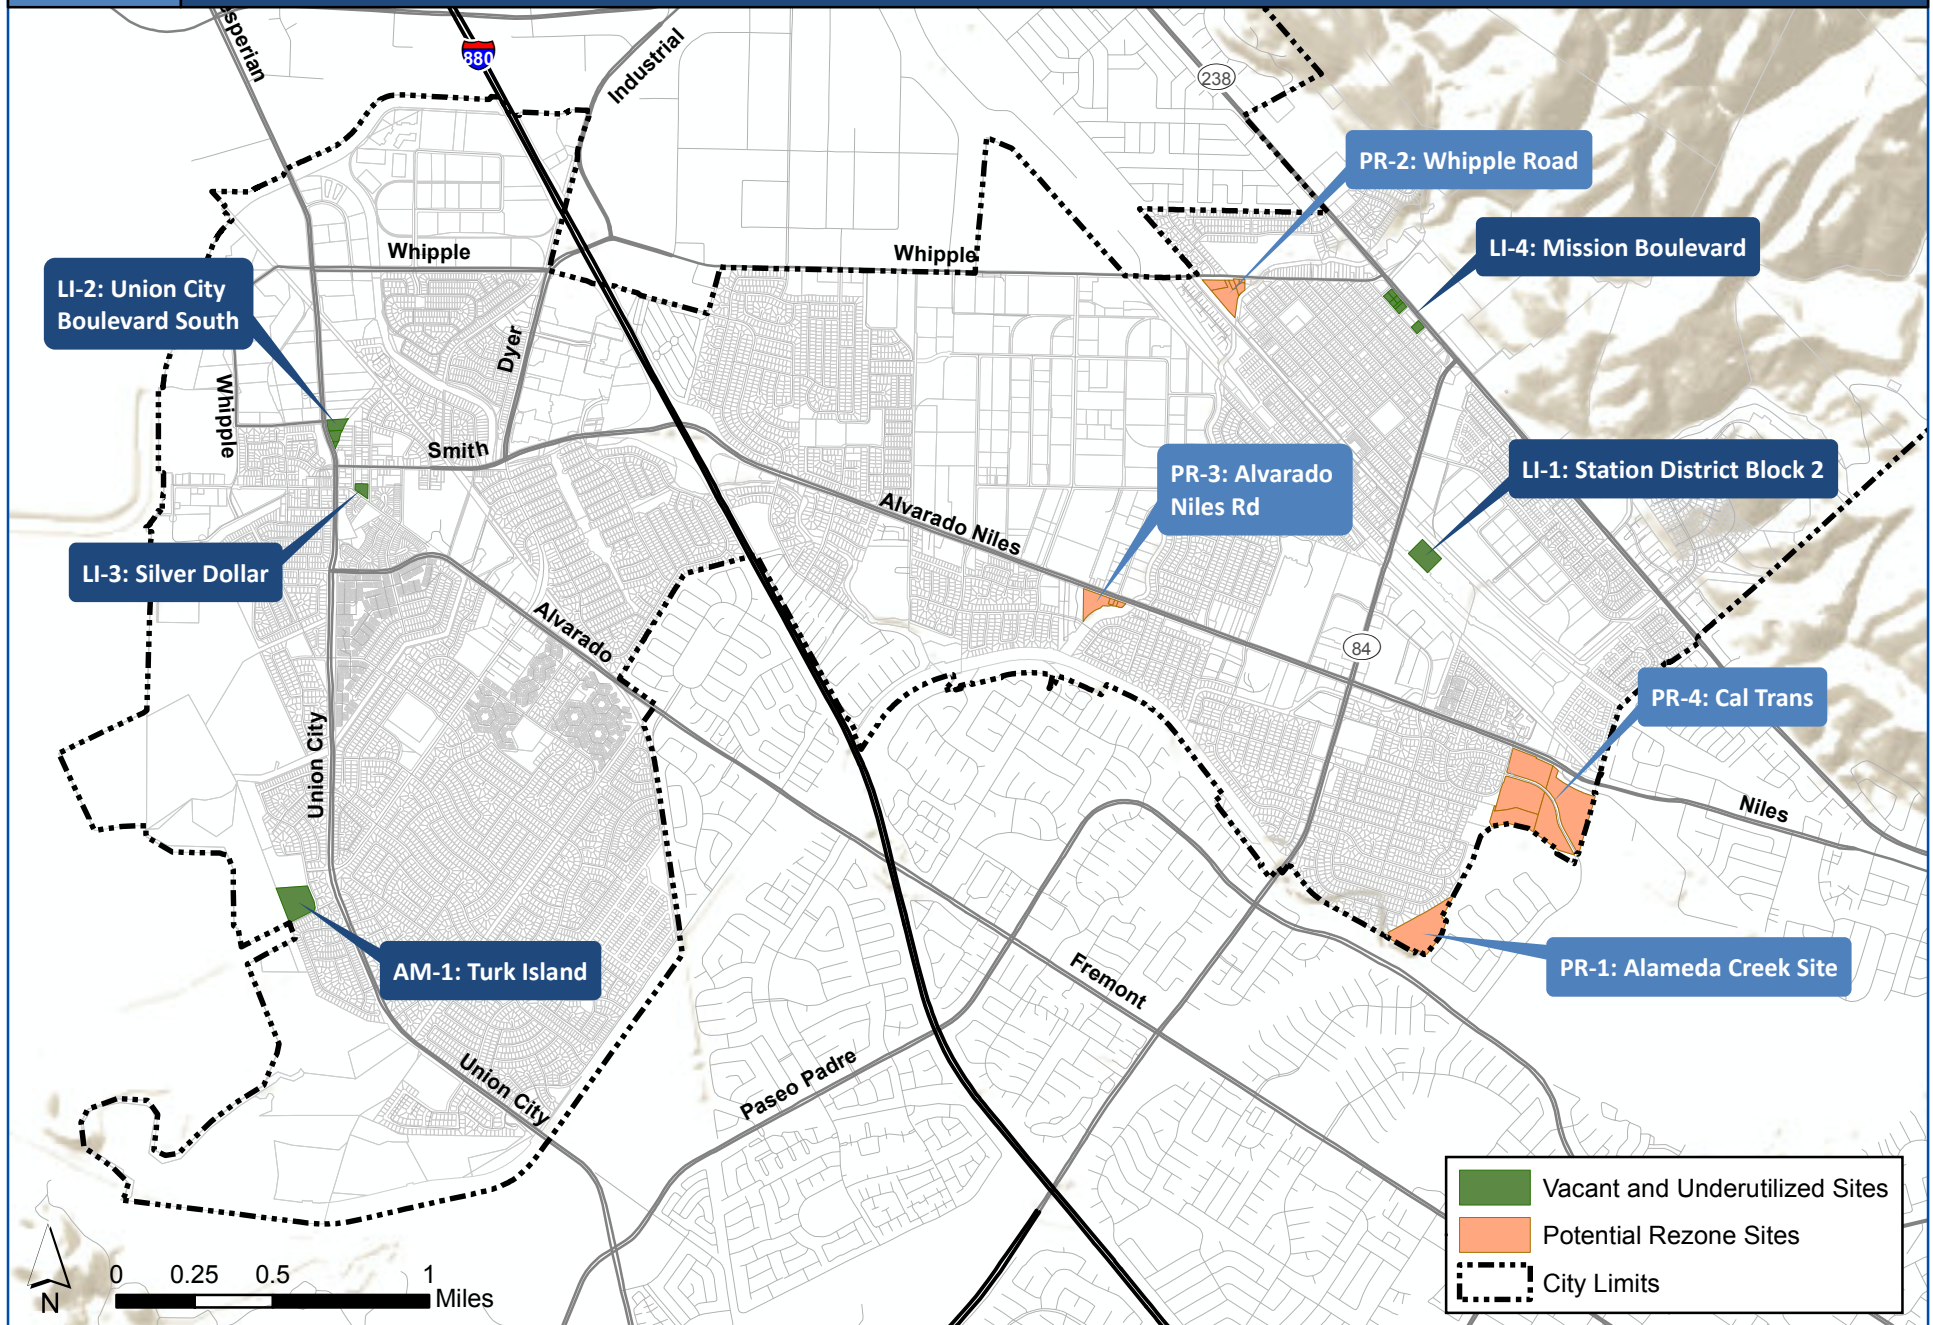 esperian
880
Industrial
238
PR-2: Whipple Road
LI-4: Mission Boulevard
Whipple
Whipple
LI-2: Union City
Boulevard South
Dyer
Whipple
Smith
PR-3: Alvarado
Niles Rd
LI-1: Station District Block 2
Alvarado Niles
LI-3: Silver Dollar
Alvarado
84
PR-4: Cal Trans
Union City
Niles
AM-1: Turk Island
Fremont
PR-1: Alameda Creek Site
Union City
Paseo Padre
Vacant and Underutilized Sites
Potential Rezone Sites
City Limits
N
0 0.25 0.5 1
Miles